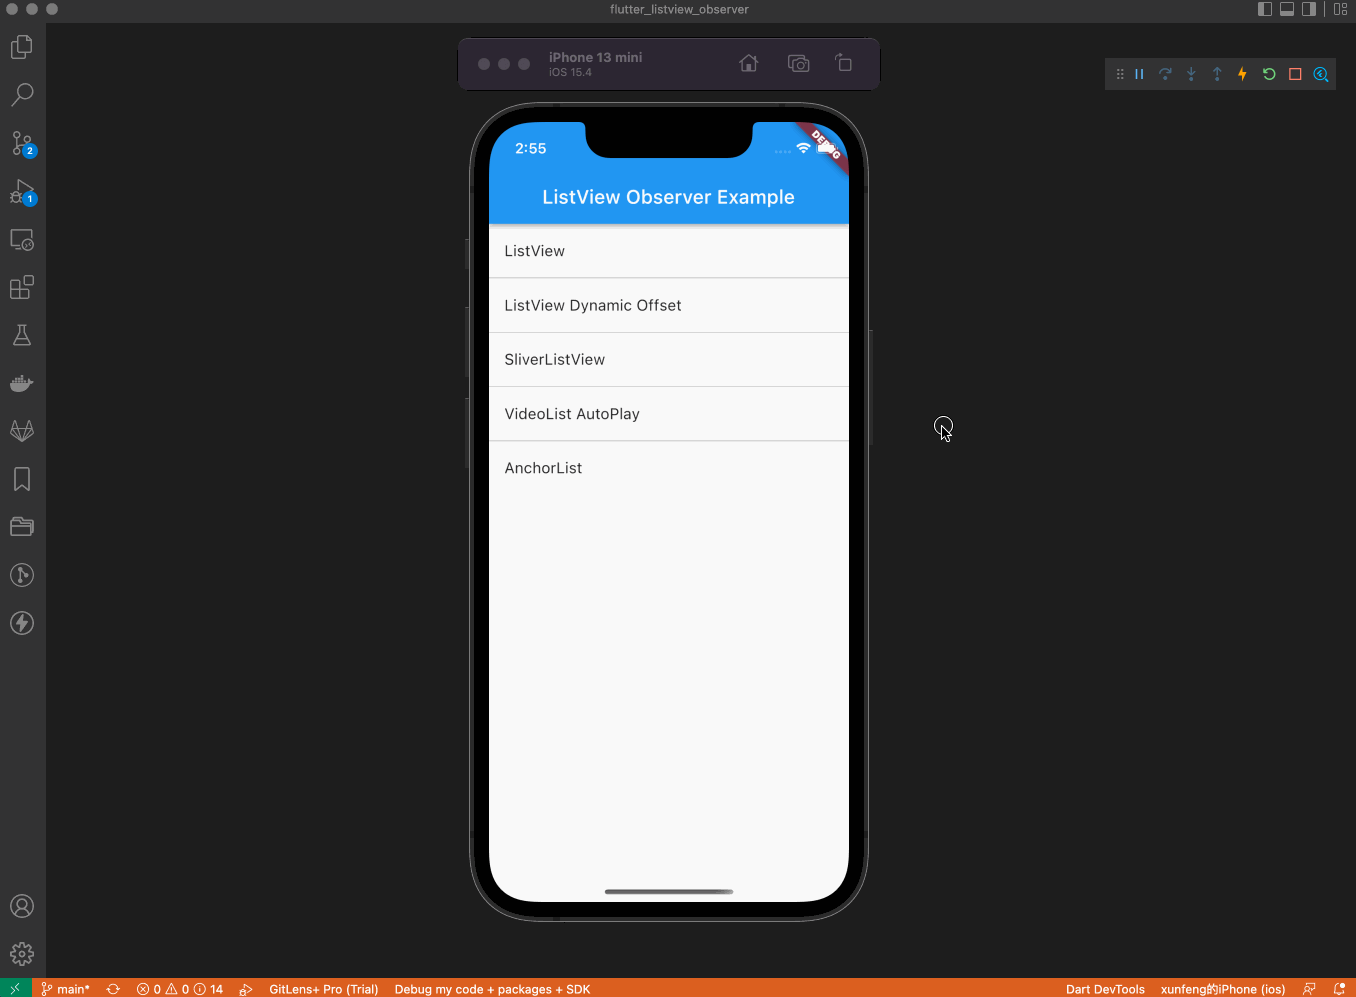 flutter_listview_observer
iPhone 13 mini
iOS 15.4
2:55
DEBUG
ListView Observer Example
ListView
ListView Dynamic Offset
SliverListView
VideoList AutoPlay
AnchorList
2
1
main* 0 0 14 GitLens+ Pro (Trial) Debug my code + packages + SDK Dart DevTools xunfeng的iPhone (ios)